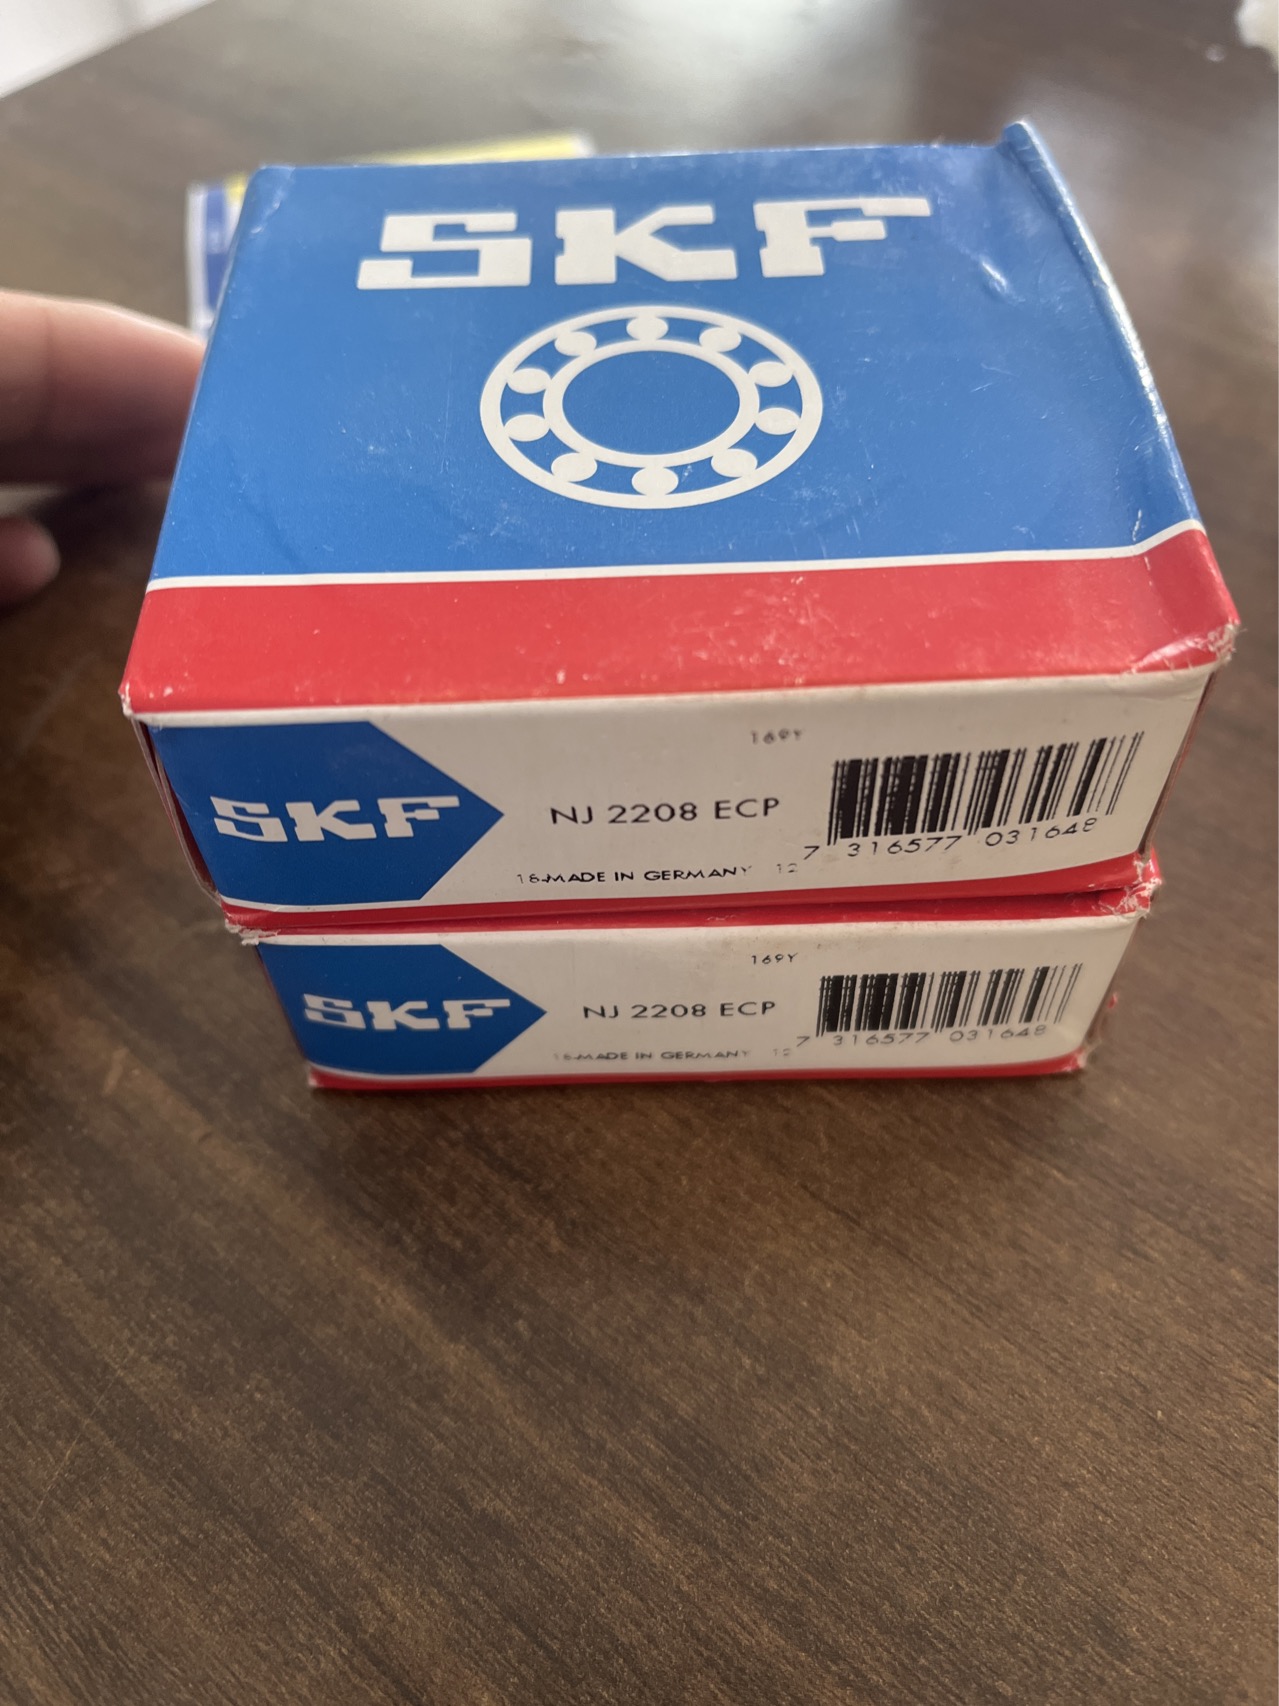 SKF
SKF
169Y
NJ 2208 ECP
7 316577 031648
18-MADE IN GERMANY 12
SKF
169Y
NJ 2208 ECP
7 316577 031648
MADE IN GERMANY 12